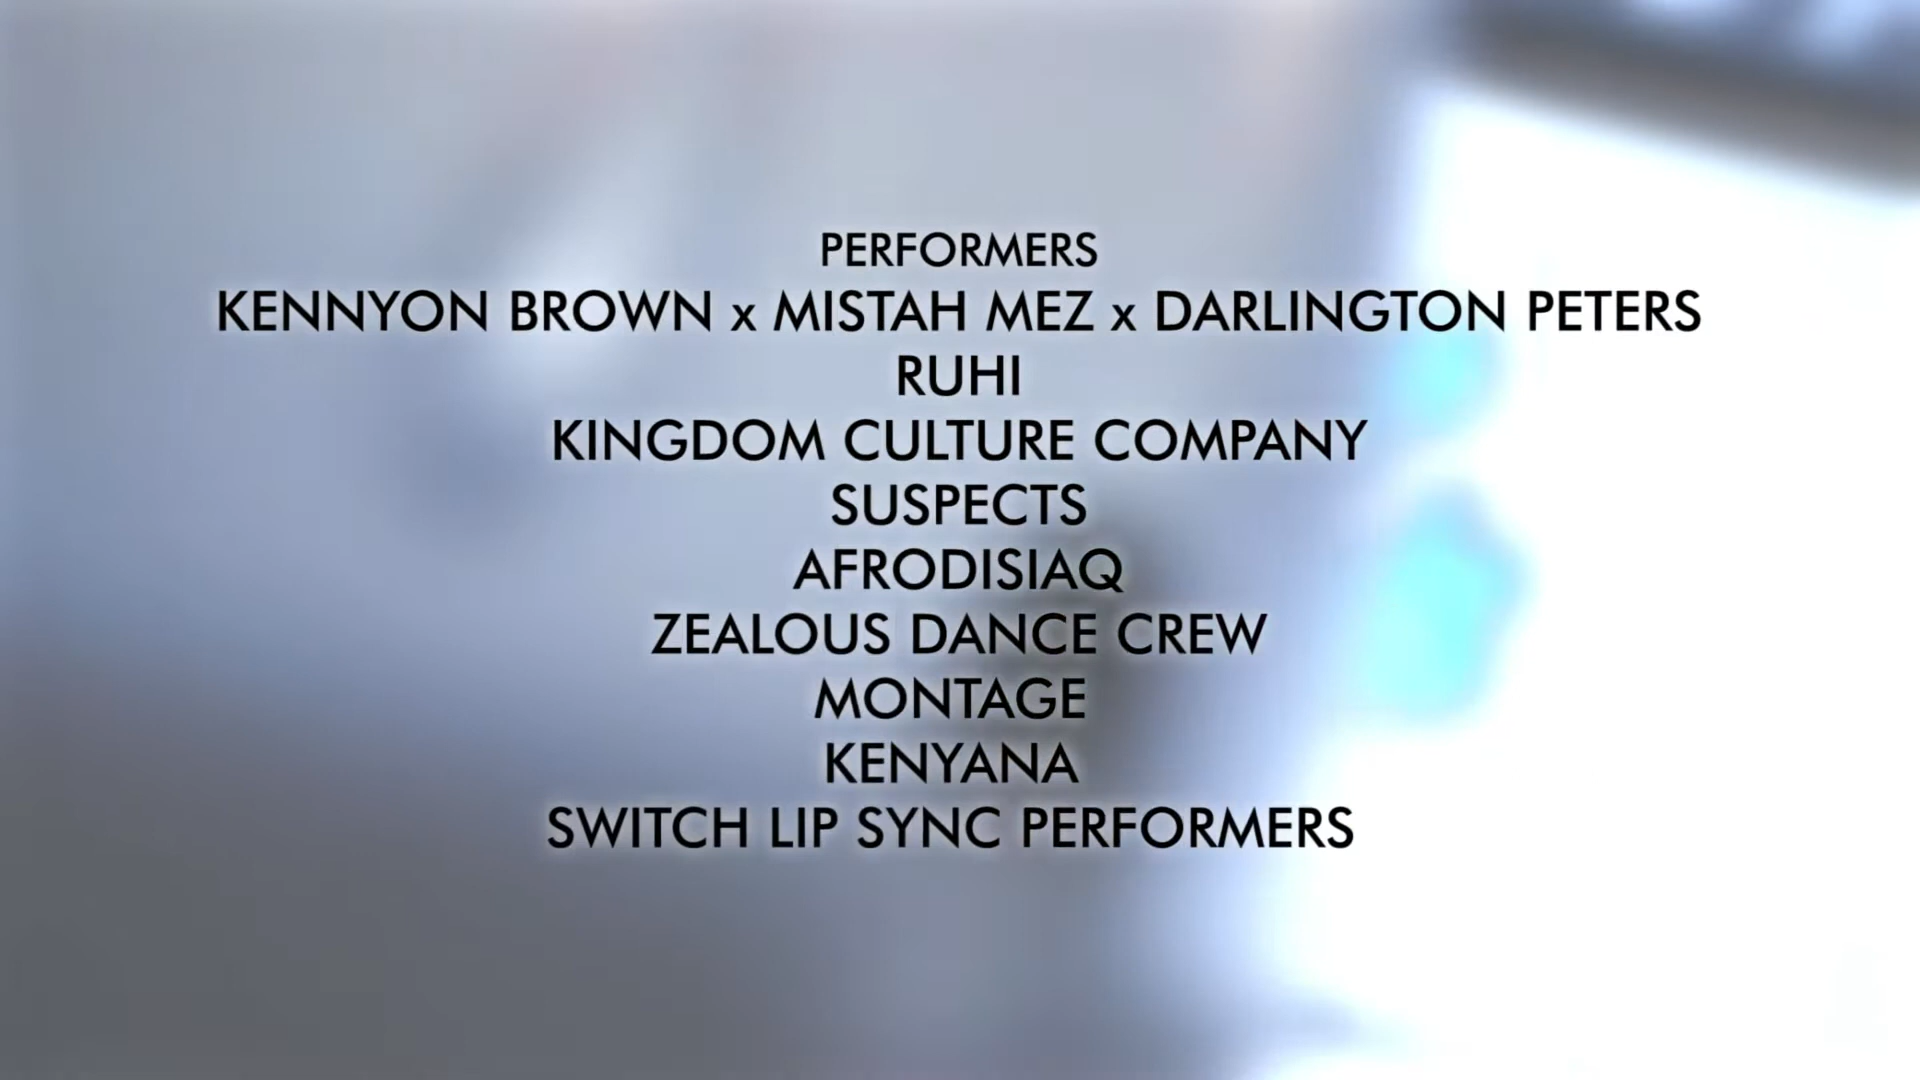 PERFORMERS
KENNYON BROWN x MISTAH MEZ x DARLINGTON PETERS
RUHI
KINGDOM CULTURE COMPANY
SUSPECTS
AFRODISIAQ
ZEALOUS DANCE CREW
MONTAGE
KENYANA
SWITCH LIP SYNC PERFORMERS